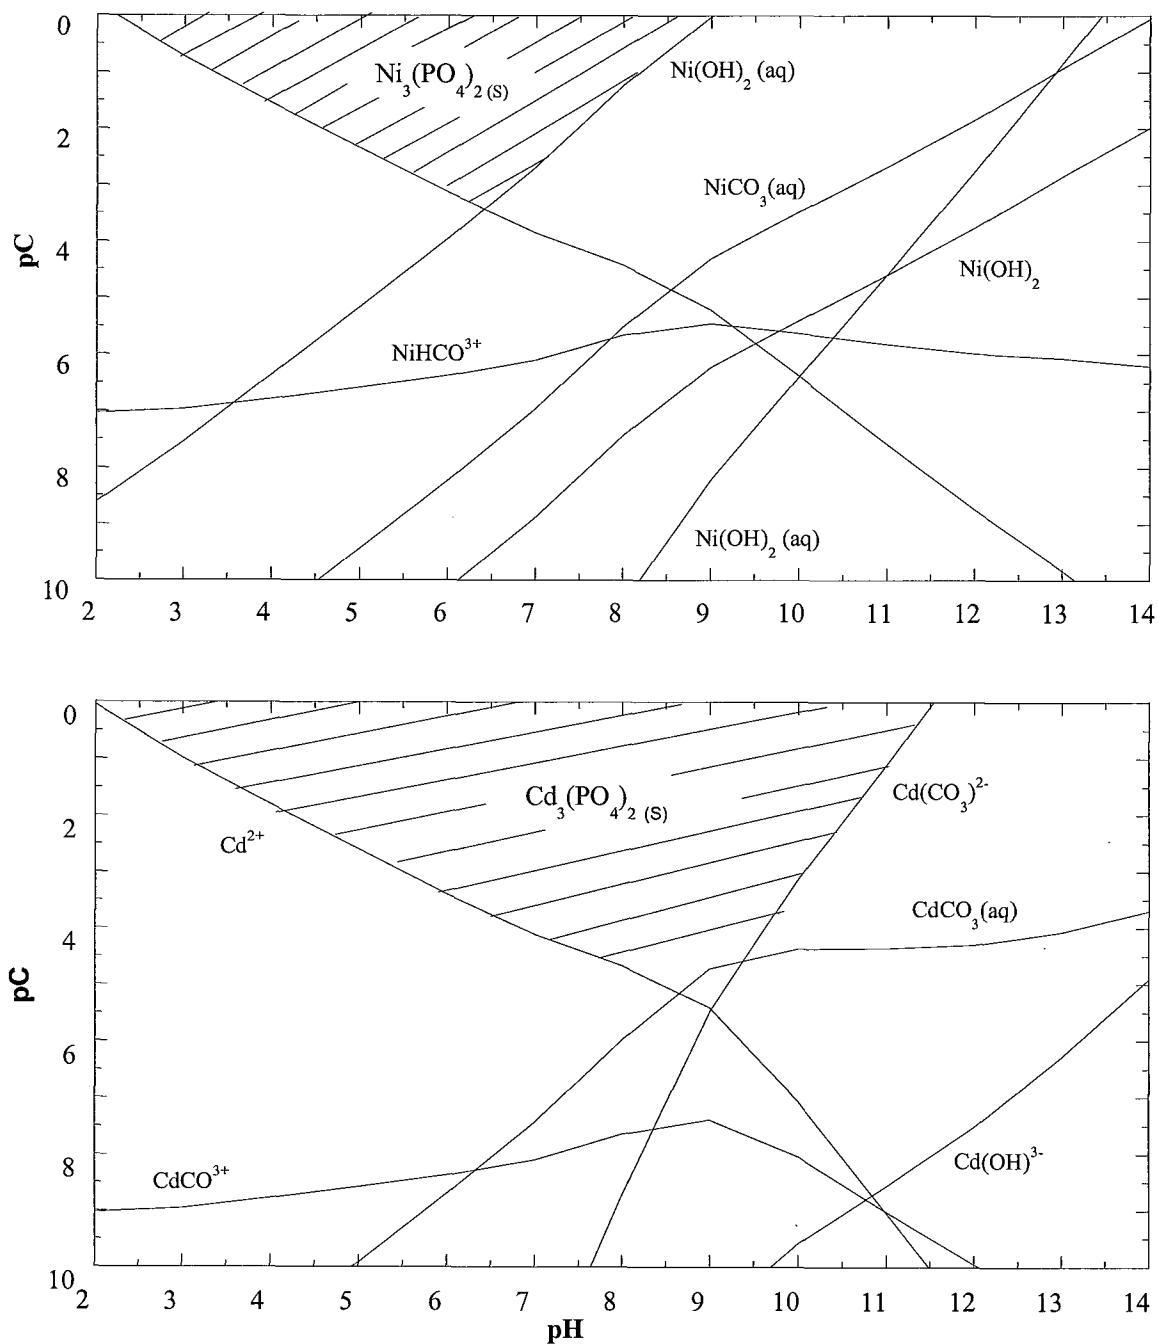 0
2
4
6
8
10
pC
Ni₃(PO₄)₂ (S)
Ni(OH)₂ (aq)
NiCO₃(aq)
Ni(OH)₂
NiHCO³⁺
Ni(OH)₂ (aq)
2 3 4 5 6 7 8 9 10 11 12 13 14
0
2
4
6
8
10
pC
Cd₃(PO₄)₂ (S)
Cd(CO₃)²⁻
Cd²⁺
CdCO₃(aq)
CdCO³⁺
Cd(OH)³⁻
2 3 4 5 6 7 8 9 10 11 12 13 14
pH